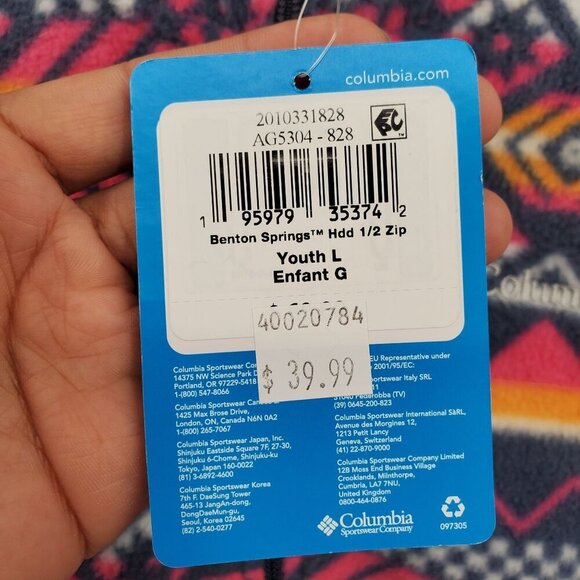 columbia.com
2010331828
AG5304 - 828
EPC™
1 95979 35374 2
Benton Springs™ Hdd 1/2 Zip
Youth L
Enfant G
40020784
$ 39.99
Columbia Sportswear
14375 NW Science Park D
Portland, OR 97229-5418
1-(800) 547-8066
Columbia Sportswear
1425 Max Brose Drive,
London, ON, Canada N6N 0A2
1-(800) 265-7067
Columbia Sportswear Japan, Inc.
Shinjuku Eastside Square 7F, 27-30,
Shinjuku 6-Chome, Shinjuku-ku
Tokyo, Japan 160-0022
(81) 3-6892-4600
Columbia Sportswear Korea
7th F. DaeSung Tower
465-13 JangAn-dong,
DongDaeMun-gu,
Seoul, Korea 02645
(82) 2-540-0277
EU Representative under
2001/95/EC:
Sportswear Italy SRL
31040 Pederobba (TV)
(39) 0645-200-823
Columbia Sportswear International SàRL,
Avenue des Morgines 12,
1213 Petit Lancy
Geneva, Switzerland
(41) 22-870-9000
Columbia Sportswear Company Limited
12B Moss End Business Village
Crooklands, Milnthorpe,
Cumbria, LA7 7NU,
United Kingdom
0800-464-0876
Columbia
Sportswear Company
097305
Columbia